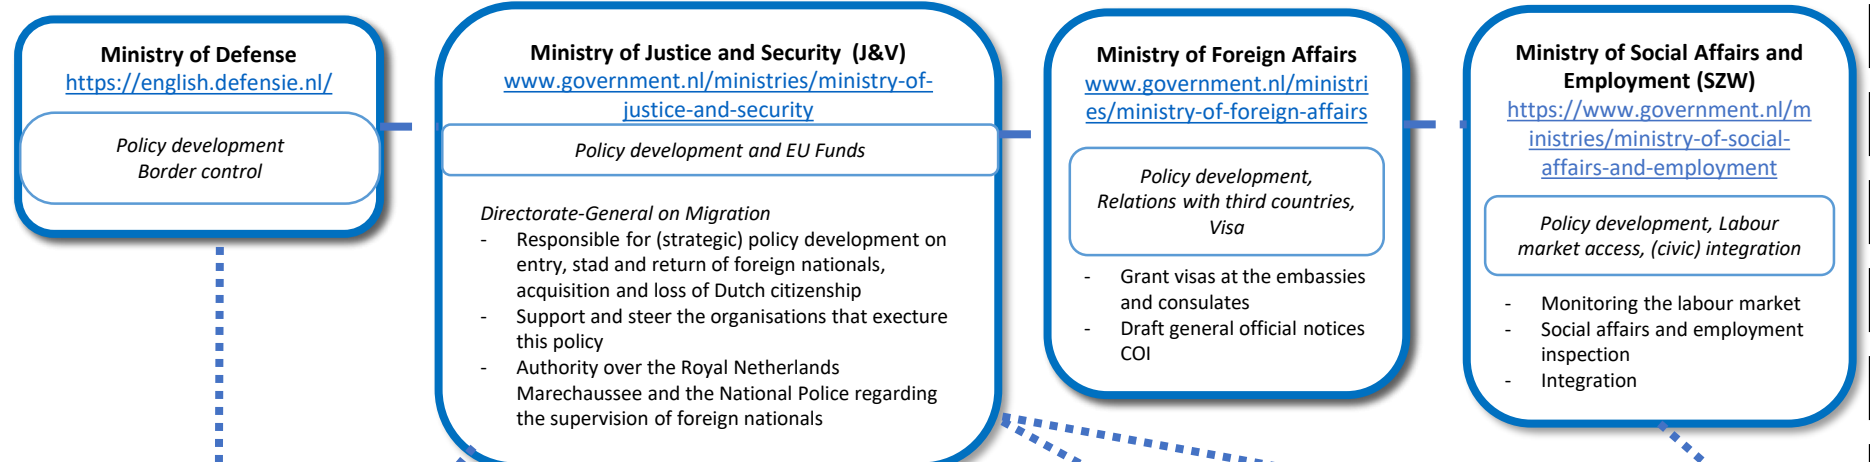 Ministry of Defense
https://english.defensie.nl/
Policy development
Border control
Ministry of Justice and Security (J&V)
www.government.nl/ministries/ministry-of-
justice-and-security
Policy development and EU Funds
Directorate-General on Migration
- Responsible for (strategic) policy development on
entry, stad and return of foreign nationals,
acquisition and loss of Dutch citizenship
- Support and steer the organisations that execture
this policy
- Authority over the Royal Netherlands
Marechaussee and the National Police regarding
the supervision of foreign nationals
Ministry of Foreign Affairs
www.government.nl/ministri
es/ministry-of-foreign-affairs
Policy development,
Relations with third countries,
Visa
- Grant visas at the embassies
and consulates
- Draft general official notices
COI
Ministry of Social Affairs and
Employment (SZW)
https://www.government.nl/m
inistries/ministry-of-social-
affairs-and-employment
Policy development, Labour
market access, (civic) integration
- Monitoring the labour market
- Social affairs and employment
inspection
- Integration